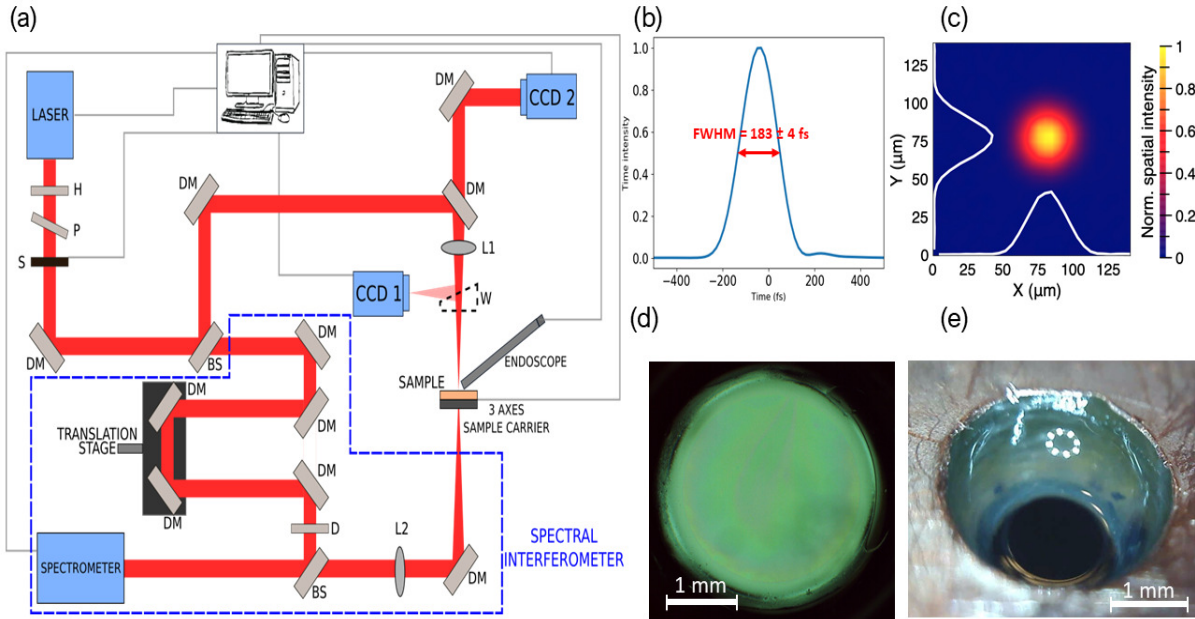 (a)
LASER
H
P
S
DM
BS
DM
DM
CCD 2
DM
L1
CCD 1
W
ENDOSCOPE
SAMPLE
3 AXES
SAMPLE CARRIER
DM
DM
DM
TRANSLATION
STAGE
DM
DM
D
L2
SPECTRAL
INTERFEROMETER
SPECTROMETER
BS
DM
(b)
Time intensity
1.0
0.8
0.6
0.4
0.2
0.0
FWHM = 183 ± 4 fs
-400 -200 0 200 400
Time (fs)
(c)
Y (µm)
125
100
75
50
25
0
0 25 50 75 100 125
X (µm)
Norm. spatial intensity
1
0.8
0.6
0.4
0.2
0
(d)
1 mm
(e)
1 mm